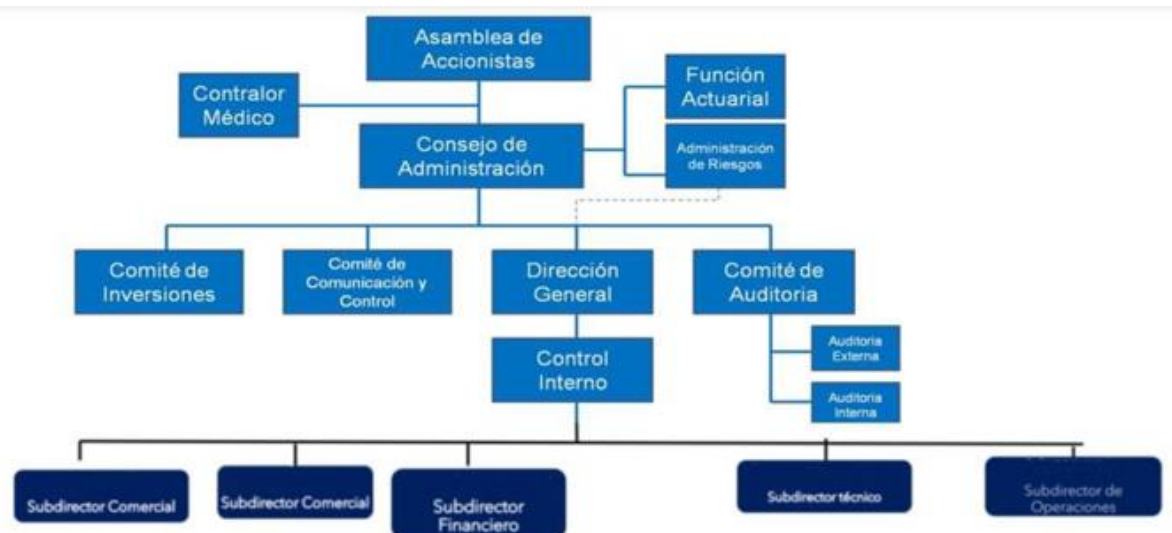 Asamblea de
Accionistas
Contralor
Médico
Función
Actuarial
Consejo de
Administración
Administración
de Riesgos
Comité de
Inversiones
Comité de
Comunicación y
Control
Dirección
General
Comité de
Auditoria
Auditoria
Externa
Control
Interno
Auditoria
Interna
Subdirector Comercial
Subdirector Comercial
Subdirector
Financiero
Subdirector técnico
Subdirector de
Operaciones